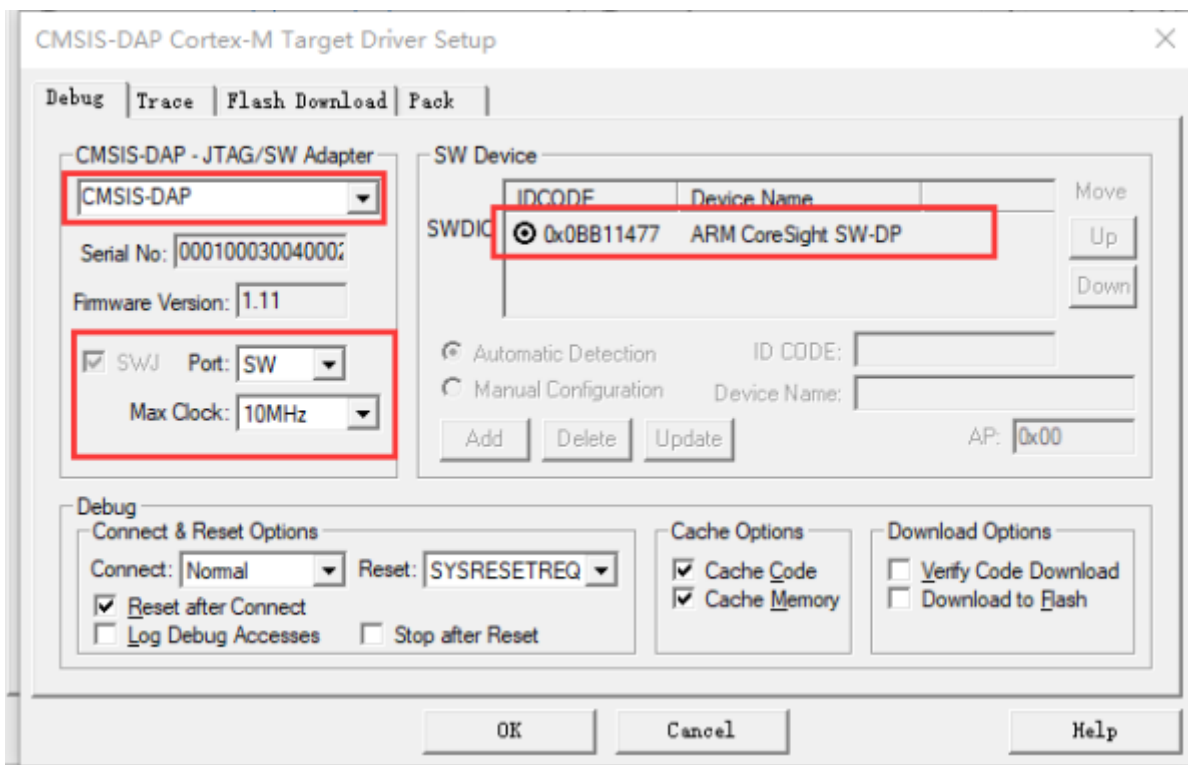 CMSIS-DAP Cortex-M Target Driver Setup
Debug Trace Flash Download Pack
CMSIS-DAP - JTAG/SW Adapter
CMSIS-DAP
Serial No: 000100030040002
Firmware Version: 1.11
SWJ Port: SW
Max Clock: 10MHz
SW Device
IDCODE Device Name Move
SWDIO 0x0BB11477 ARM CoreSight SW-DP Up
Down
Automatic Detection ID CODE:
Manual Configuration Device Name:
Add Delete Update AP: 0x00
Debug
Connect & Reset Options
Connect: Normal Reset: SYSRESETREQ
Reset after Connect
Log Debug Accesses Stop after Reset
Cache Options
Cache Code
Cache Memory
Download Options
Verify Code Download
Download to Flash
OK Cancel Help